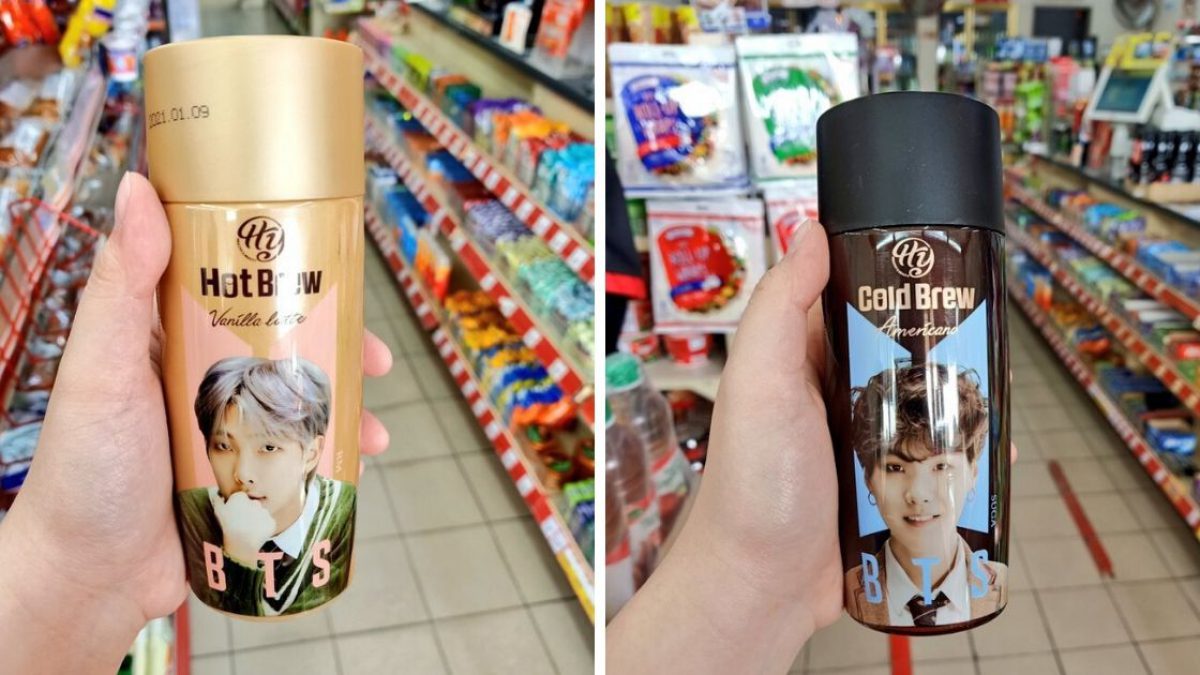 2021.01.09
Hy
Hot Brew
Vanilla latte
RM
BTS
Hy
Cold Brew
Americano
SUGA
BTS